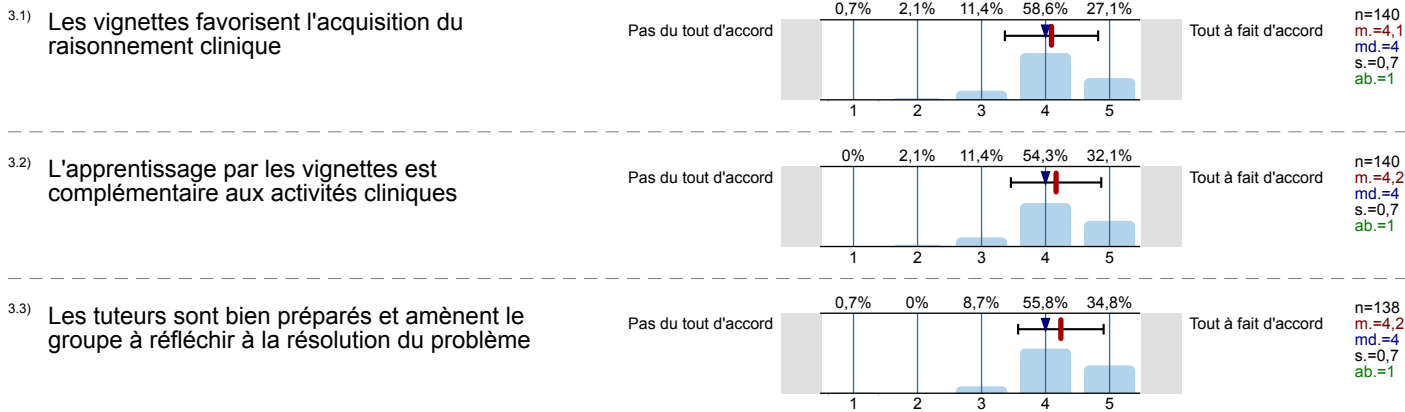 3.1) Les vignettes favorisent l'acquisition du
raisonnement clinique
Pas du tout d'accord
0,7% 2,1% 11,4% 58,6% 27,1%
1 2 3 4 5
Tout à fait d'accord
n=140
m.=4,1
md.=4
s.=0,7
ab.=1
3.2) L'apprentissage par les vignettes est
complémentaire aux activités cliniques
Pas du tout d'accord
0% 2,1% 11,4% 54,3% 32,1%
1 2 3 4 5
Tout à fait d'accord
n=140
m.=4,2
md.=4
s.=0,7
ab.=1
3.3) Les tuteurs sont bien préparés et amènent le
groupe à réfléchir à la résolution du problème
Pas du tout d'accord
0,7% 0% 8,7% 55,8% 34,8%
1 2 3 4 5
Tout à fait d'accord
n=138
m.=4,2
md.=4
s.=0,7
ab.=1